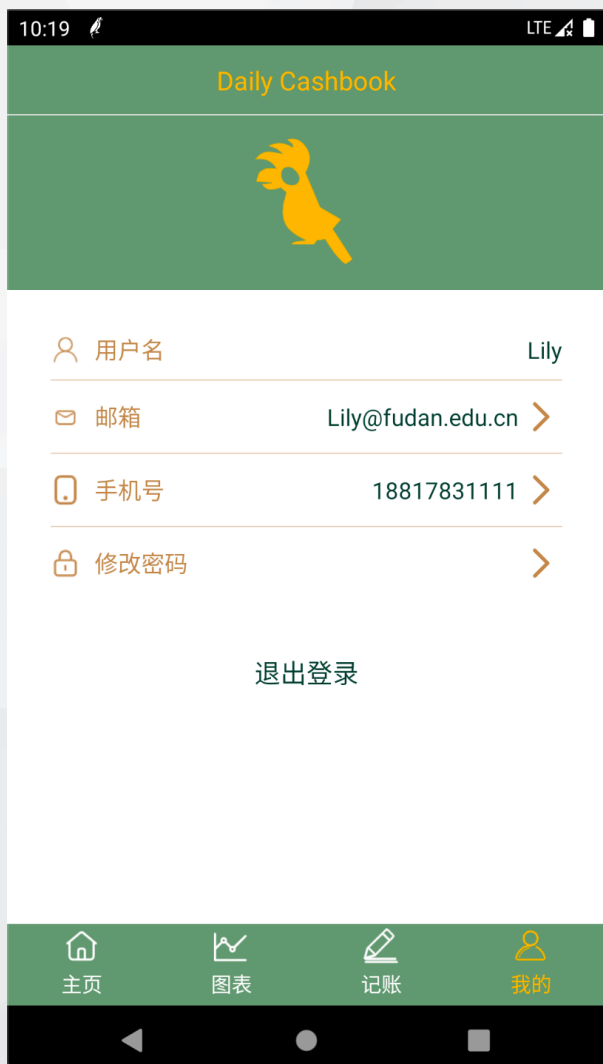 10:19 LTE
Daily Cashbook
用户名 Lily
邮箱 Lily@fudan.edu.cn
手机号 18817831111
修改密码
退出登录
主页 图表 记账 我的